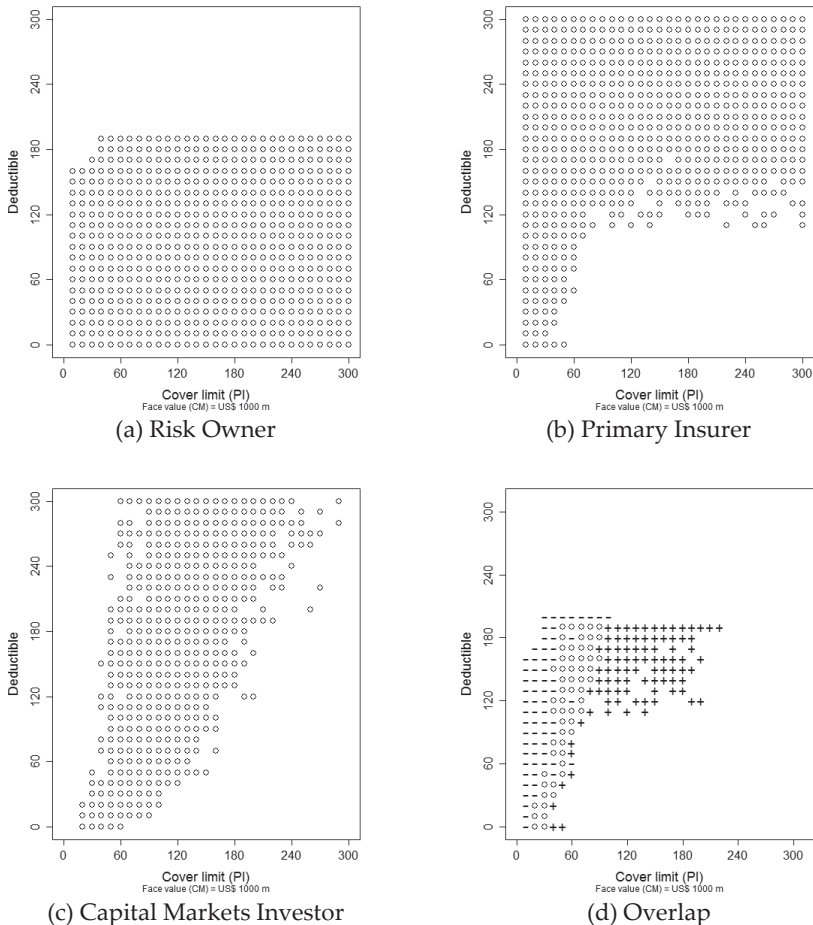 300
240
180
120
60
0
Deductible
0 60 120 180 240 300
Cover limit (PI)
Face value (CM) = US$ 1000 m
(a) Risk Owner
300
240
180
120
60
0
Deductible
0 60 120 180 240 300
Cover limit (PI)
Face value (CM) = US$ 1000 m
(b) Primary Insurer
300
240
180
120
60
0
Deductible
0 60 120 180 240 300
Cover limit (PI)
Face value (CM) = US$ 1000 m
(c) Capital Markets Investor
300
240
180
120
60
0
Deductible
0 60 120 180 240 300
Cover limit (PI)
Face value (CM) = US$ 1000 m
(d) Overlap